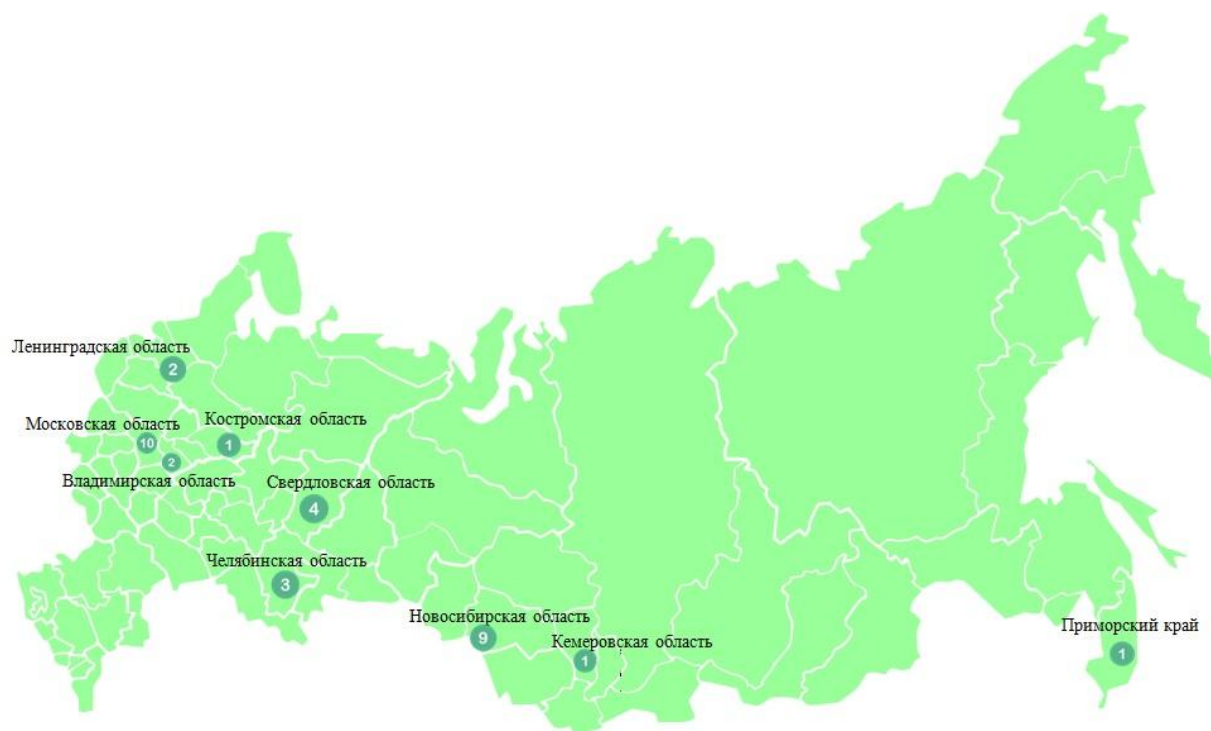 Ленинградская область
2
Московская область
10
Костромская область
1
2
Владимирская область
Свердловская область
4
Челябинская область
3
Новосибирская область
9
Кемеровская область
1
Приморский край
1